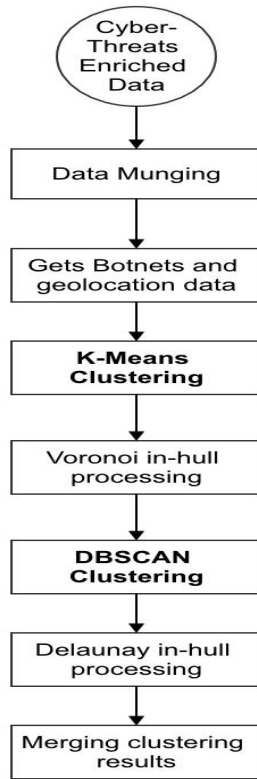 Cyber-
Threats
Enriched
Data
Data Munging
Gets Botnets and
geolocation data
K-Means
Clustering
Voronoi in-hull
processing
DBSCAN
Clustering
Delaunay in-hull
processing
Merging clustering
results